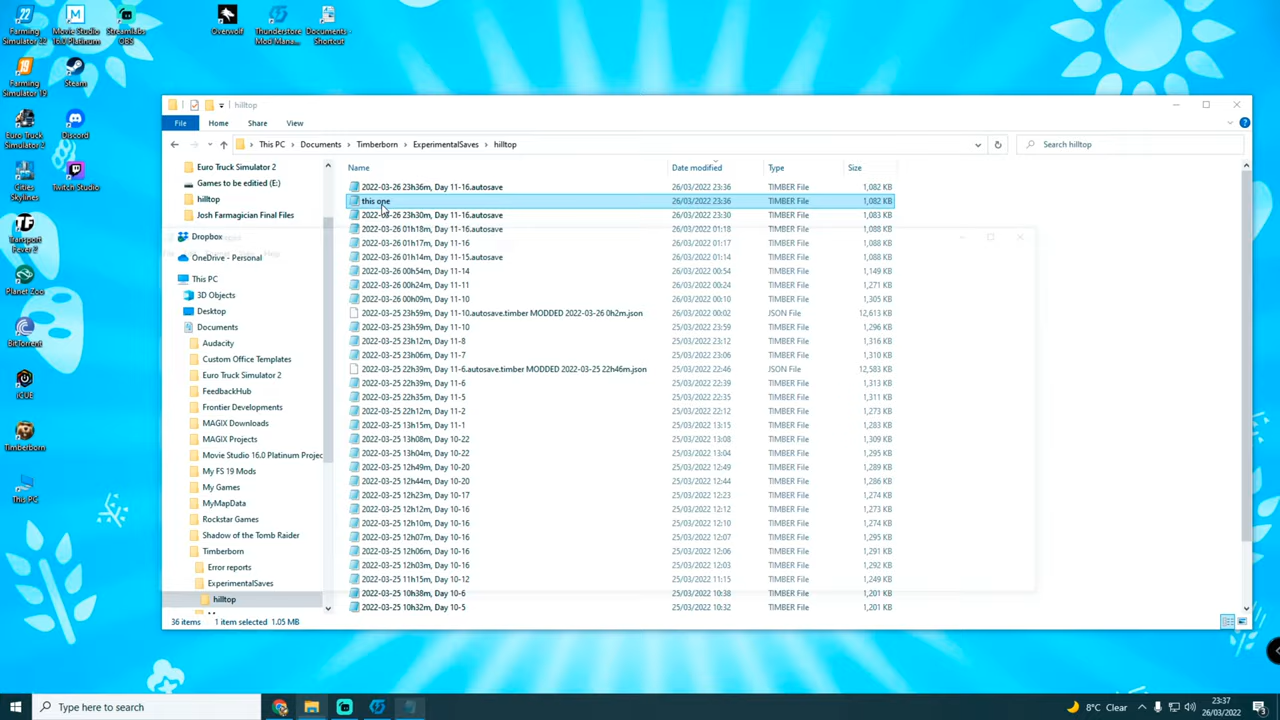 Farming Simulator 22
Movie Studio 16.0 Platinum
Streamlabs OBS
Overwolf
Thunderstore Mod Mana...
Documents - Shortcut
Farming Simulator 19
Steam
Euro Truck Simulator 2
Discord
Cities Skylines
Twitch Studio
Transport Fever 2
Planet Zoo
BitTorrent
iCUE
Timberborn
This PC
hilltop
File Home Share View
This PC > Documents > Timberborn > ExperimentalSaves > hilltop
Search hilltop
Euro Truck Simulator 2
Games to be editied (E:)
hilltop
Josh Farmagician Final Files
Dropbox
OneDrive - Personal
This PC
3D Objects
Desktop
Documents
Audacity
Custom Office Templates
Euro Truck Simulator 2
FeedbackHub
Frontier Developments
MAGIX Downloads
MAGIX Projects
Movie Studio 16.0 Platinum Projec
My FS 19 Mods
My Games
MyMapData
Rockstar Games
Shadow of the Tomb Raider
Timberborn
Error reports
ExperimentalSaves
hilltop
Name Date modified Type Size
2022-03-26 23h36m, Day 11-16.autosave 26/03/2022 23:36 TIMBER File 1,082 KB
this one 26/03/2022 23:36 TIMBER File 1,082 KB
2022-03-26 23h30m, Day 11-16.autosave 26/03/2022 23:30 TIMBER File 1,083 KB
2022-03-26 01h18m, Day 11-16.autosave 26/03/2022 01:18 TIMBER File 1,088 KB
2022-03-26 01h17m, Day 11-16 26/03/2022 01:17 TIMBER File 1,088 KB
2022-03-26 01h14m, Day 11-15.autosave 26/03/2022 01:14 TIMBER File 1,088 KB
2022-03-26 00h54m, Day 11-14 26/03/2022 00:54 TIMBER File 1,149 KB
2022-03-26 00h24m, Day 11-11 26/03/2022 00:24 TIMBER File 1,271 KB
2022-03-26 00h09m, Day 11-10 26/03/2022 00:10 TIMBER File 1,305 KB
2022-03-25 23h59m, Day 11-10.autosave.timber MODDED 2022-03-26 0h2m.json 26/03/2022 00:02 JSON File 12,613 KB
2022-03-25 23h59m, Day 11-10 25/03/2022 23:59 TIMBER File 1,296 KB
2022-03-25 23h12m, Day 11-8 25/03/2022 23:12 TIMBER File 1,316 KB
2022-03-25 23h06m, Day 11-7 25/03/2022 23:06 TIMBER File 1,310 KB
2022-03-25 22h39m, Day 11-6.autosave.timber MODDED 2022-03-25 22h46m.json 25/03/2022 22:46 JSON File 12,583 KB
2022-03-25 22h39m, Day 11-6 25/03/2022 22:39 TIMBER File 1,313 KB
2022-03-25 22h35m, Day 11-5 25/03/2022 22:35 TIMBER File 1,311 KB
2022-03-25 22h12m, Day 11-2 25/03/2022 22:12 TIMBER File 1,273 KB
2022-03-25 13h15m, Day 11-1 25/03/2022 13:15 TIMBER File 1,283 KB
2022-03-25 13h08m, Day 10-22 25/03/2022 13:08 TIMBER File 1,309 KB
2022-03-25 13h04m, Day 10-22 25/03/2022 13:04 TIMBER File 1,295 KB
2022-03-25 12h49m, Day 10-20 25/03/2022 12:49 TIMBER File 1,289 KB
2022-03-25 12h44m, Day 10-20 25/03/2022 12:44 TIMBER File 1,286 KB
2022-03-25 12h23m, Day 10-17 25/03/2022 12:23 TIMBER File 1,274 KB
2022-03-25 12h12m, Day 10-16 25/03/2022 12:12 TIMBER File 1,273 KB
2022-03-25 12h10m, Day 10-16 25/03/2022 12:10 TIMBER File 1,274 KB
2022-03-25 12h07m, Day 10-16 25/03/2022 12:07 TIMBER File 1,295 KB
2022-03-25 12h06m, Day 10-16 25/03/2022 12:06 TIMBER File 1,291 KB
2022-03-25 12h03m, Day 10-16 25/03/2022 12:03 TIMBER File 1,292 KB
2022-03-25 11h15m, Day 10-12 25/03/2022 11:15 TIMBER File 1,249 KB
2022-03-25 10h38m, Day 10-6 25/03/2022 10:38 TIMBER File 1,201 KB
2022-03-25 10h32m, Day 10-5 25/03/2022 10:32 TIMBER File 1,201 KB
36 items 1 item selected 1.05 MB
Type here to search
8°C Clear
23:37
26/03/2022
3